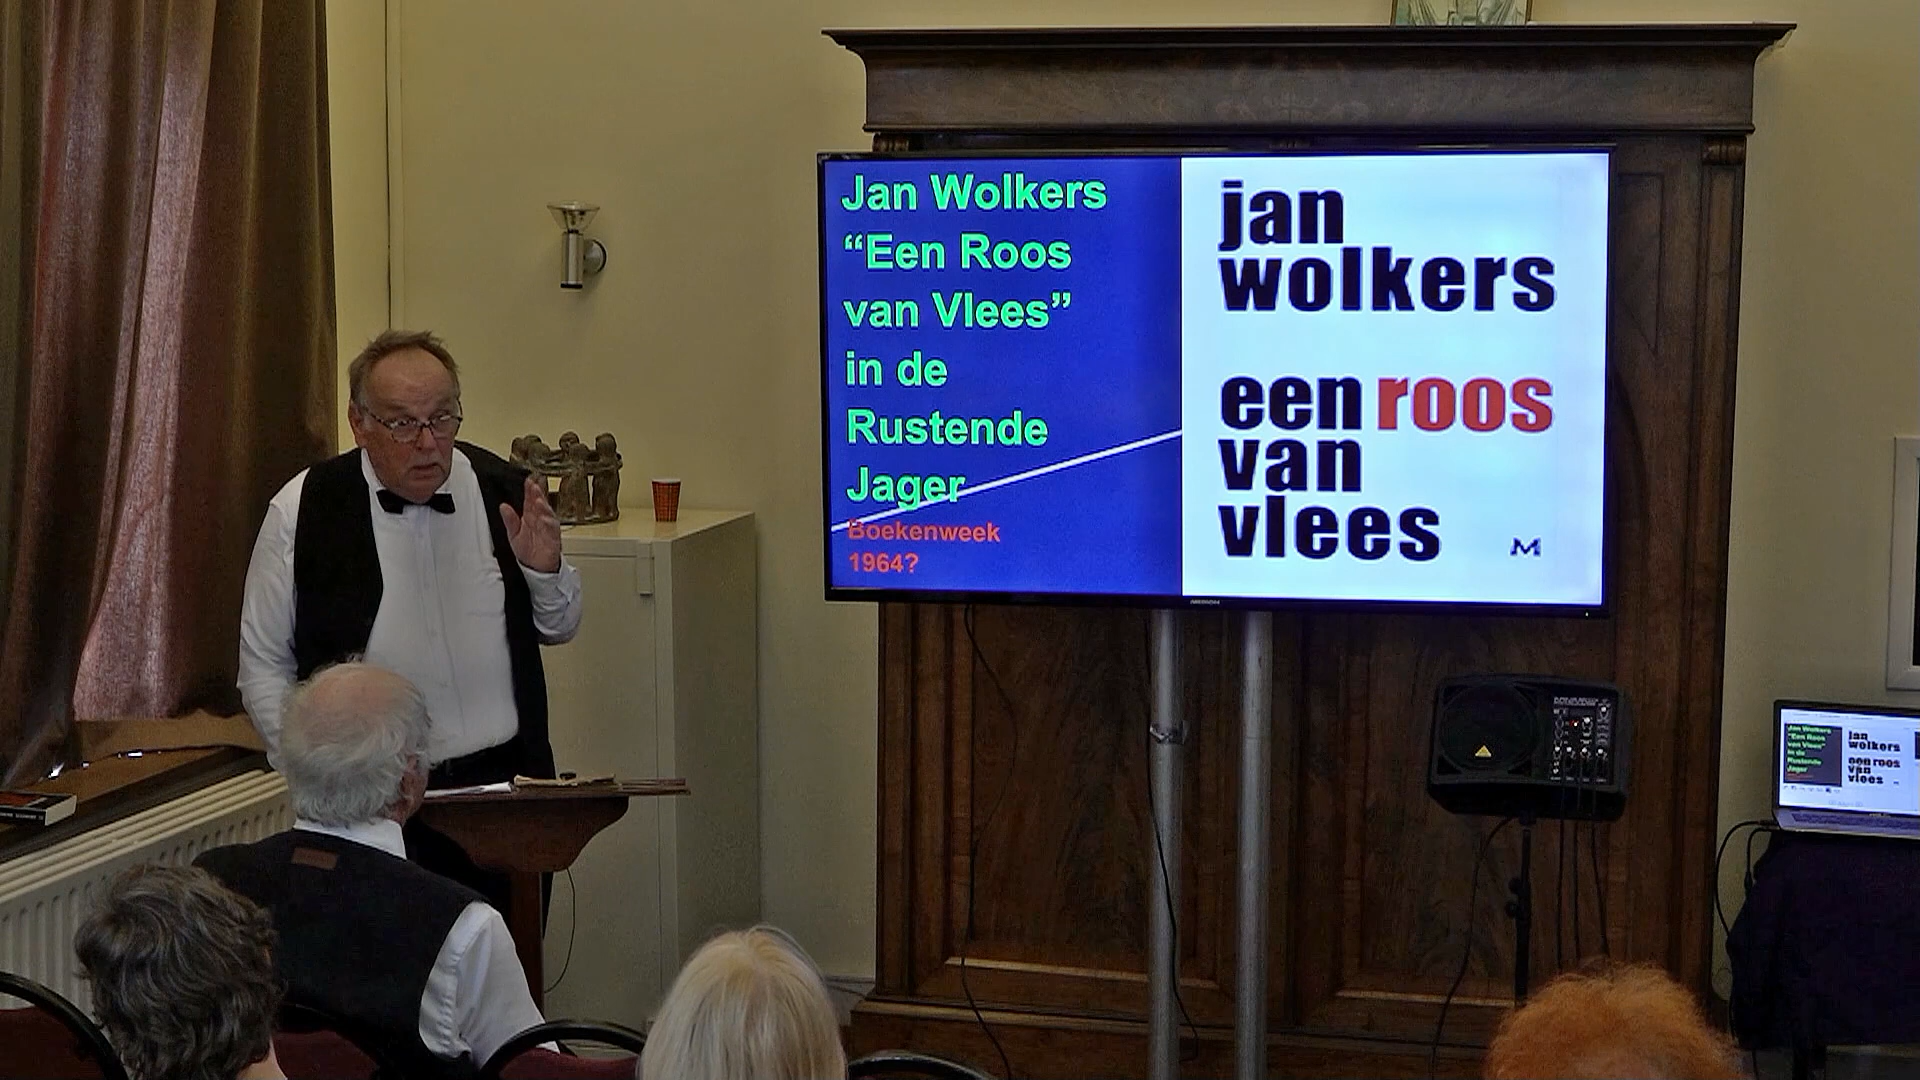 Jan Wolkers
“Een Roos
van Vlees”
in de
Rustende
Jager
Boekenweek
1964?
jan
wolkers
een roos
van
vlees
M
MEDION
Jan Wolkers
“Een Roos
van Vlees”
in de
Rustende
Jager
jan
wolkers
een roos
van
vlees